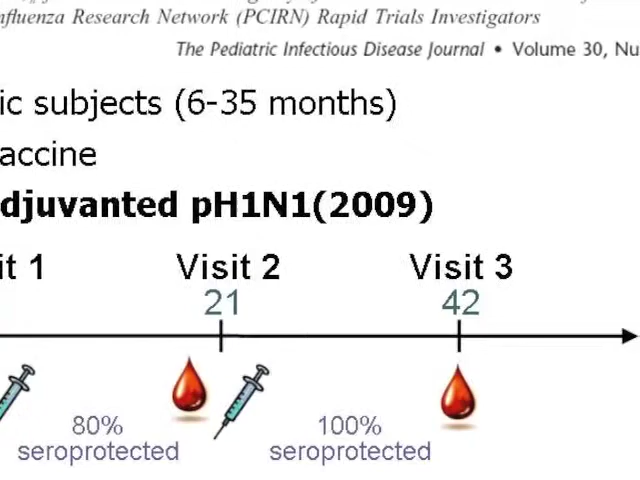 nfluenza Research Network (PCIRN) Rapid Trials Investigators
The Pediatric Infectious Disease Journal • Volume 30, Nu
ic subjects (6-35 months)
accine
djuvanted pH1N1(2009)
it 1 Visit 2 Visit 3
21 42
80% 100%
seroprotected seroprotected